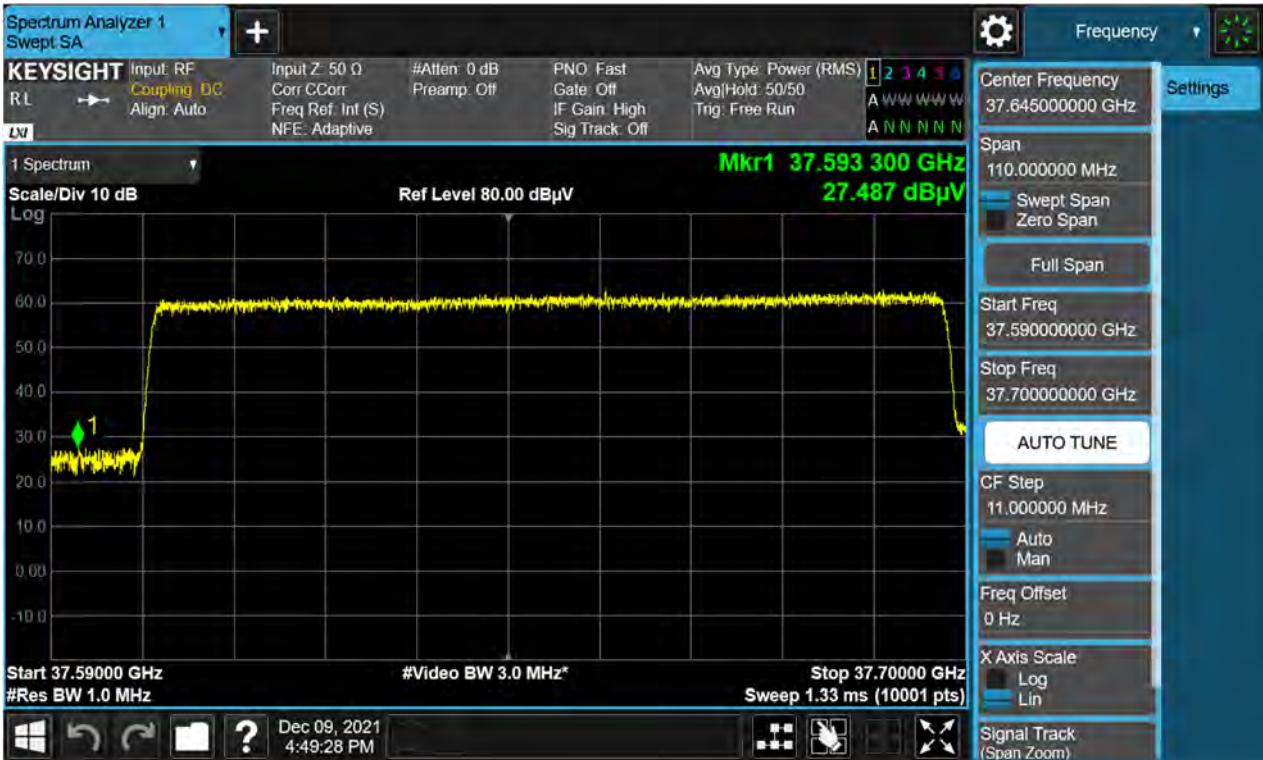 Spectrum Analyzer 1
Swept SA
+
Frequency
KEYSIGHT
RL
LXI
Input: RF
Coupling: DC
Align: Auto
Input Z: 50 Ω
Corr CCorr
Freq Ref: Int (S)
NFE: Adaptive
#Atten: 0 dB
Preamp: Off
PNO: Fast
Gate: Off
IF Gain: High
Sig Track: Off
Avg Type: Power (RMS)
Avg|Hold: 50/50
Trig: Free Run
1 2 3 4 5 6
A W W W W W
A N N N N N
1 Spectrum
Scale/Div 10 dB
Log
Ref Level 80.00 dBµV
Mkr1 37.593 300 GHz
27.487 dBµV
70.0
60.0
50.0
40.0
30.0
20.0
10.0
0.00
-10.0
1
Start 37.59000 GHz
#Res BW 1.0 MHz
#Video BW 3.0 MHz*
Stop 37.70000 GHz
Sweep 1.33 ms (10001 pts)
?
Dec 09, 2021
4:49:28 PM
Center Frequency
37.645000000 GHz
Settings
Span
110.000000 MHz
Swept Span
Zero Span
Full Span
Start Freq
37.590000000 GHz
Stop Freq
37.700000000 GHz
AUTO TUNE
CF Step
11.000000 MHz
Auto
Man
Freq Offset
0 Hz
X Axis Scale
Log
Lin
Signal Track
(Span Zoom)